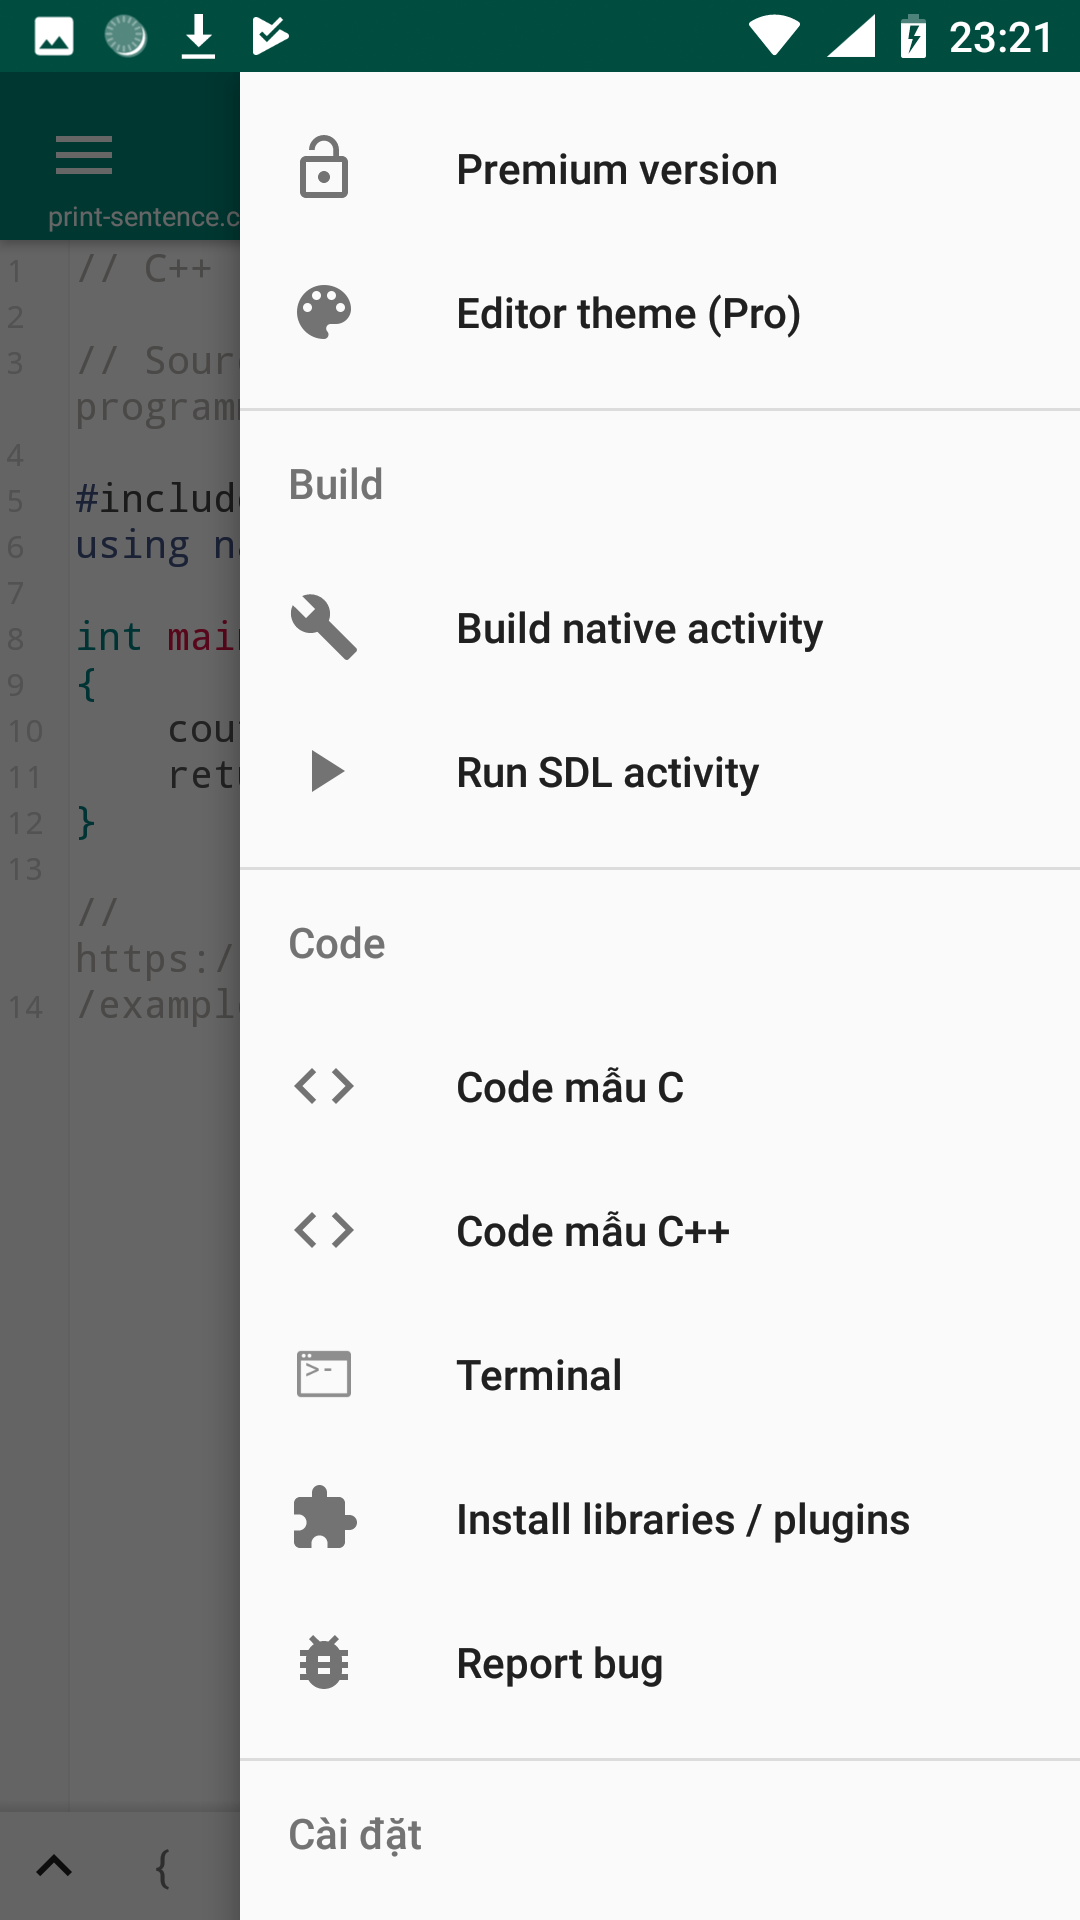 23:21
print-sentence.c
Premium version
Editor theme (Pro)
Build
Build native activity
Run SDL activity
Code
Code mẫu C
Code mẫu C++
Terminal
Install libraries / plugins
Report bug
Cài đặt
1 // C++
2
3 // Sour
program
4
5 #include
6 using n
7
8 int mai
9 {
10 cou
11 ret
12 }
13
//
https:/
14 /exampl
{